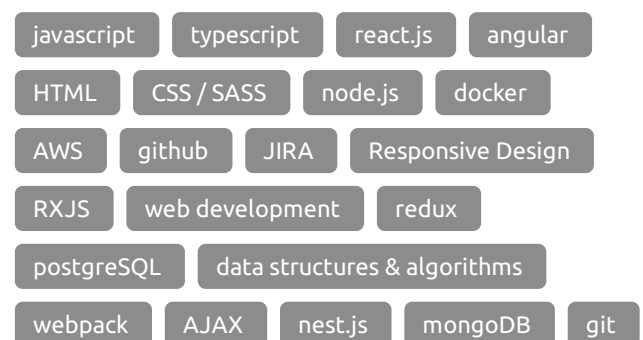 javascript typescript react.js angular
HTML CSS / SASS node.js docker
AWS github JIRA Responsive Design
RXJS web development redux
postgreSQL data structures & algorithms
webpack AJAX nest.js mongoDB git